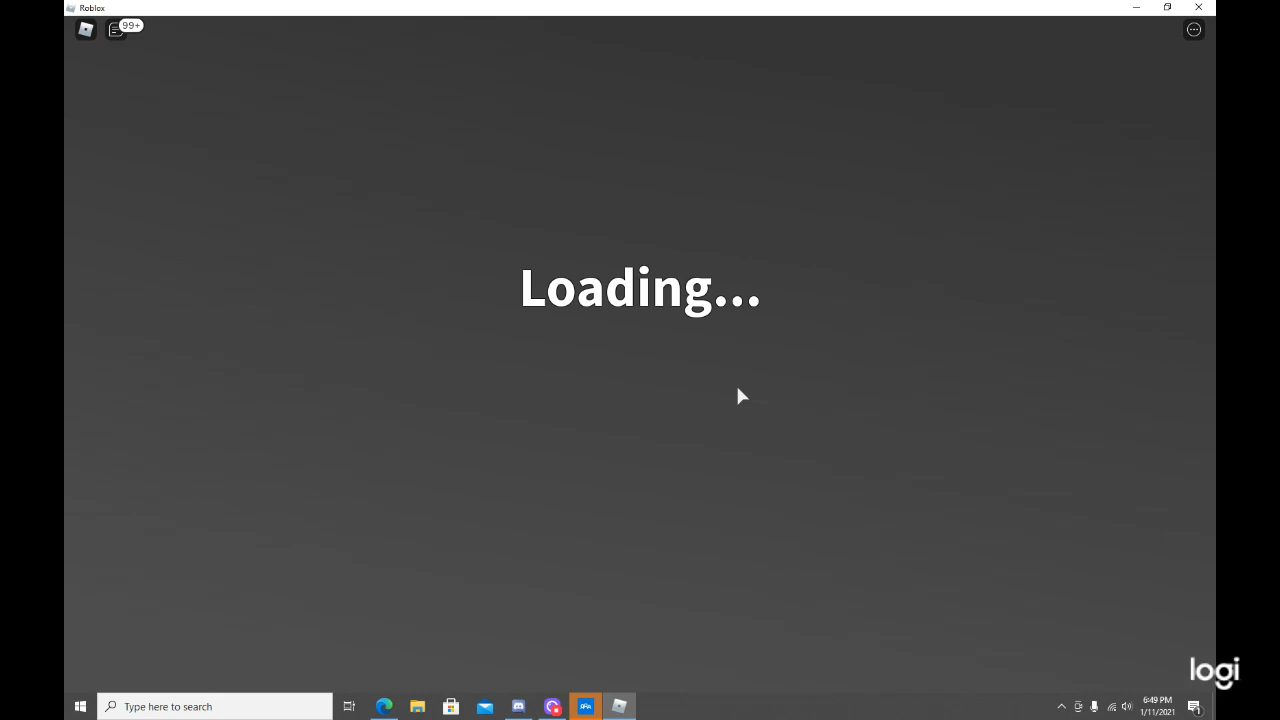 Roblox
99+
Loading...
logi
Type here to search
6:49 PM
1/11/2021